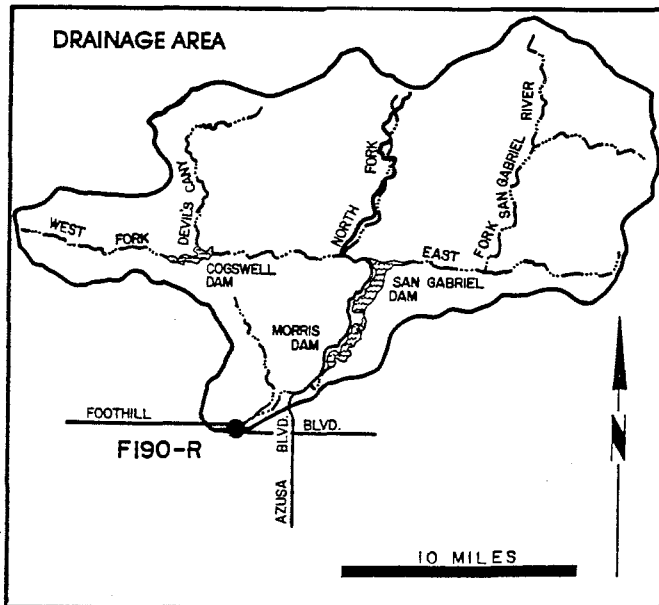 DRAINAGE AREA
WEST FORK
DEVIL'S CANY
NORTH FORK
EAST FORK SAN GABRIEL RIVER
COGSWELL
DAM
SAN GABRIEL
DAM
MORRIS
DAM
FOOTHILL BLVD.
F190-R
AZUSA BLVD.
N
10 MILES